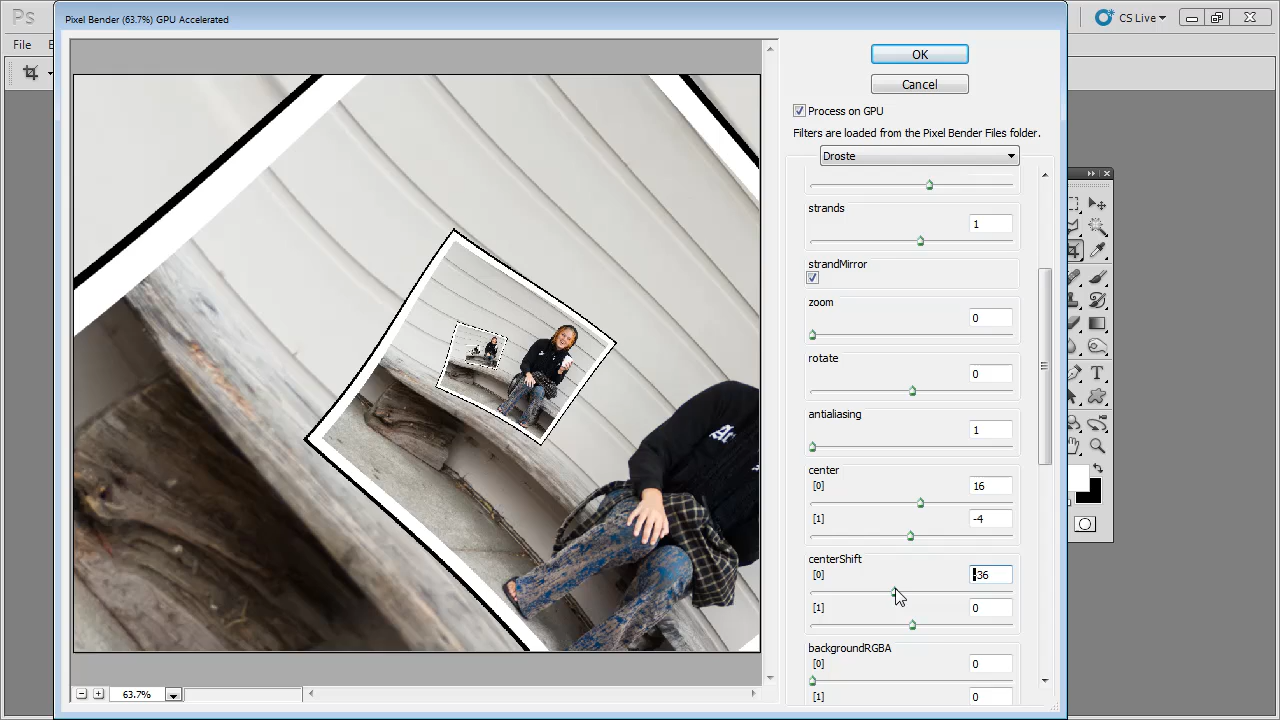 Pixel Bender (63.7%) GPU Accelerated
Ps
CS Live
File
OK
Cancel
Process on GPU
Filters are loaded from the Pixel Bender Files folder.
Droste
strands
1
strandMirror
zoom
0
rotate
0
antialiasing
1
center
[0]
16
[1]
-4
centerShift
[0]
-36
[1]
0
backgroundRGBA
[0]
0
[1]
0
63.7%